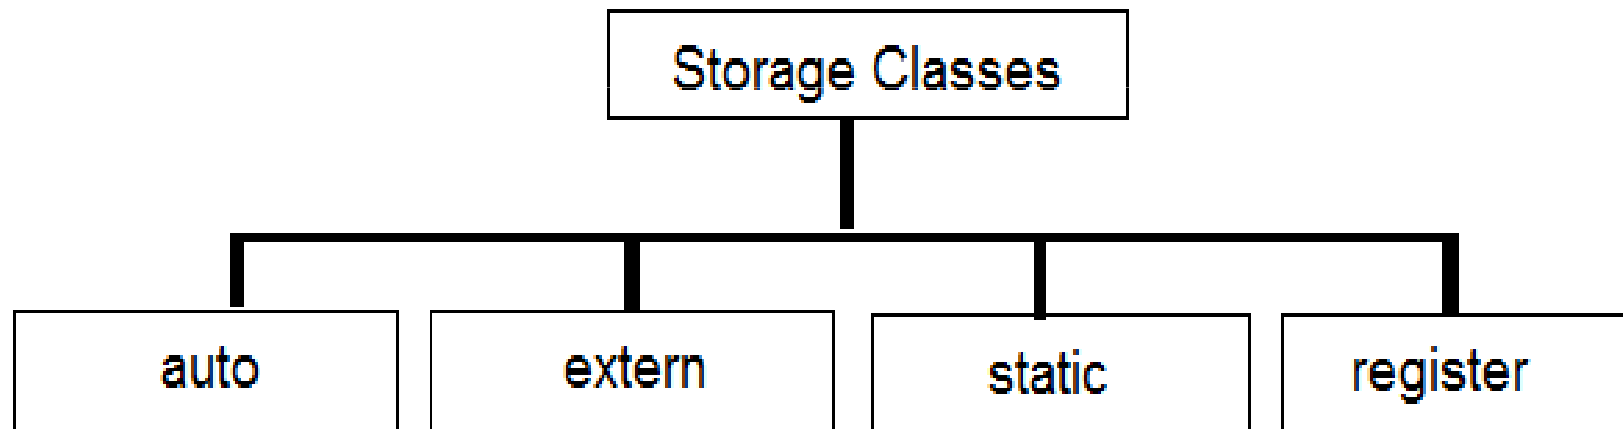 Storage Classes
auto
extern
static
register